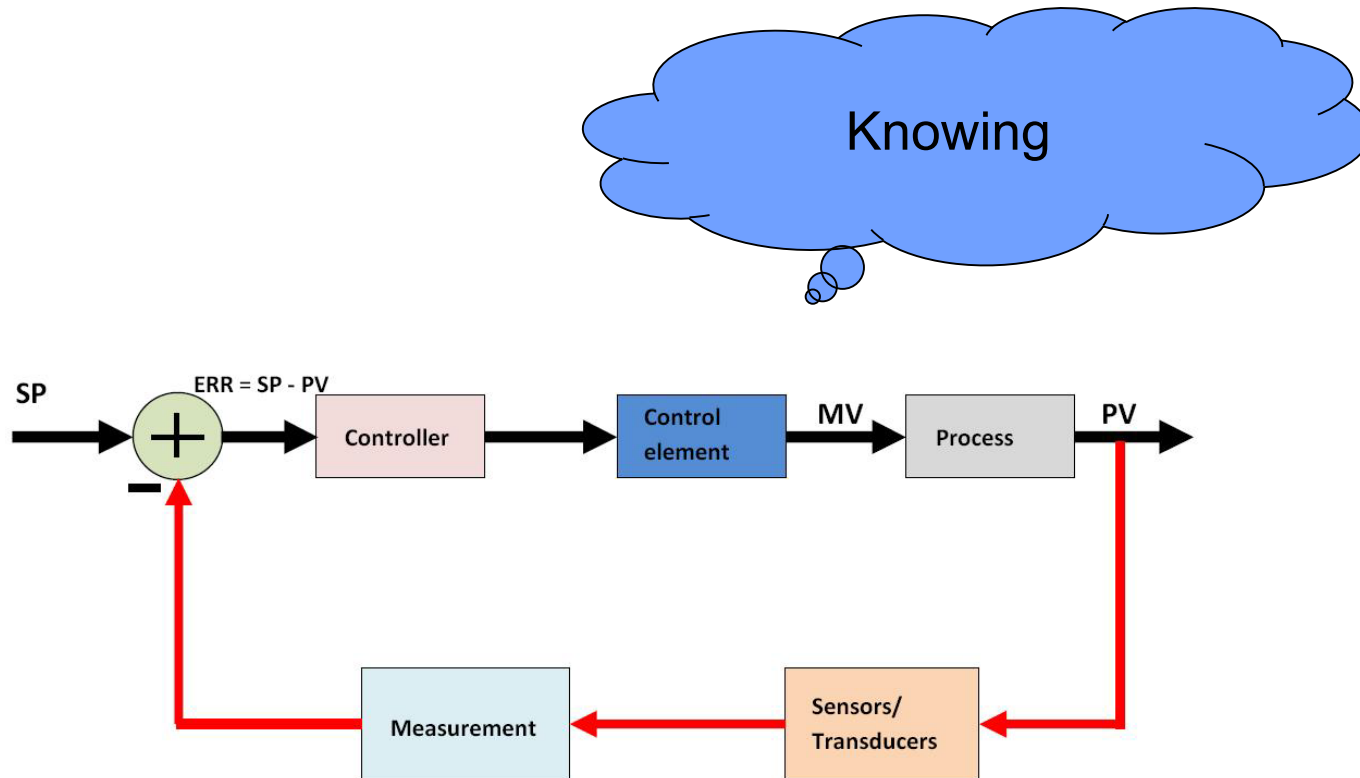 Knowing
SP
ERR = SP - PV
Controller
Control
element
MV
Process
PV
Measurement
Sensors/
Transducers